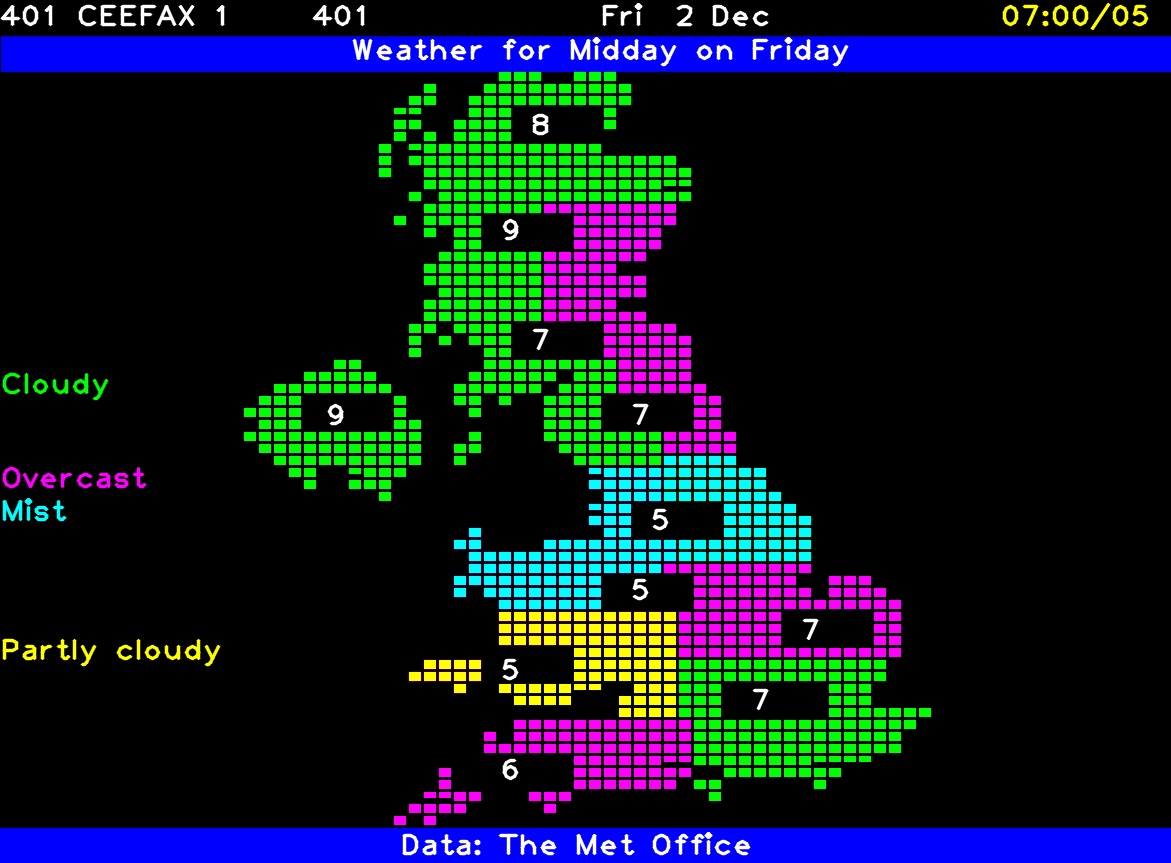 401 CEEFAX 1 401 Fri 2 Dec 07:00/05
Weather for Midday on Friday
8
9
7
Cloudy
9 7
Overcast
Mist
5
5
7
Partly cloudy
5
7
6
Data: The Met Office